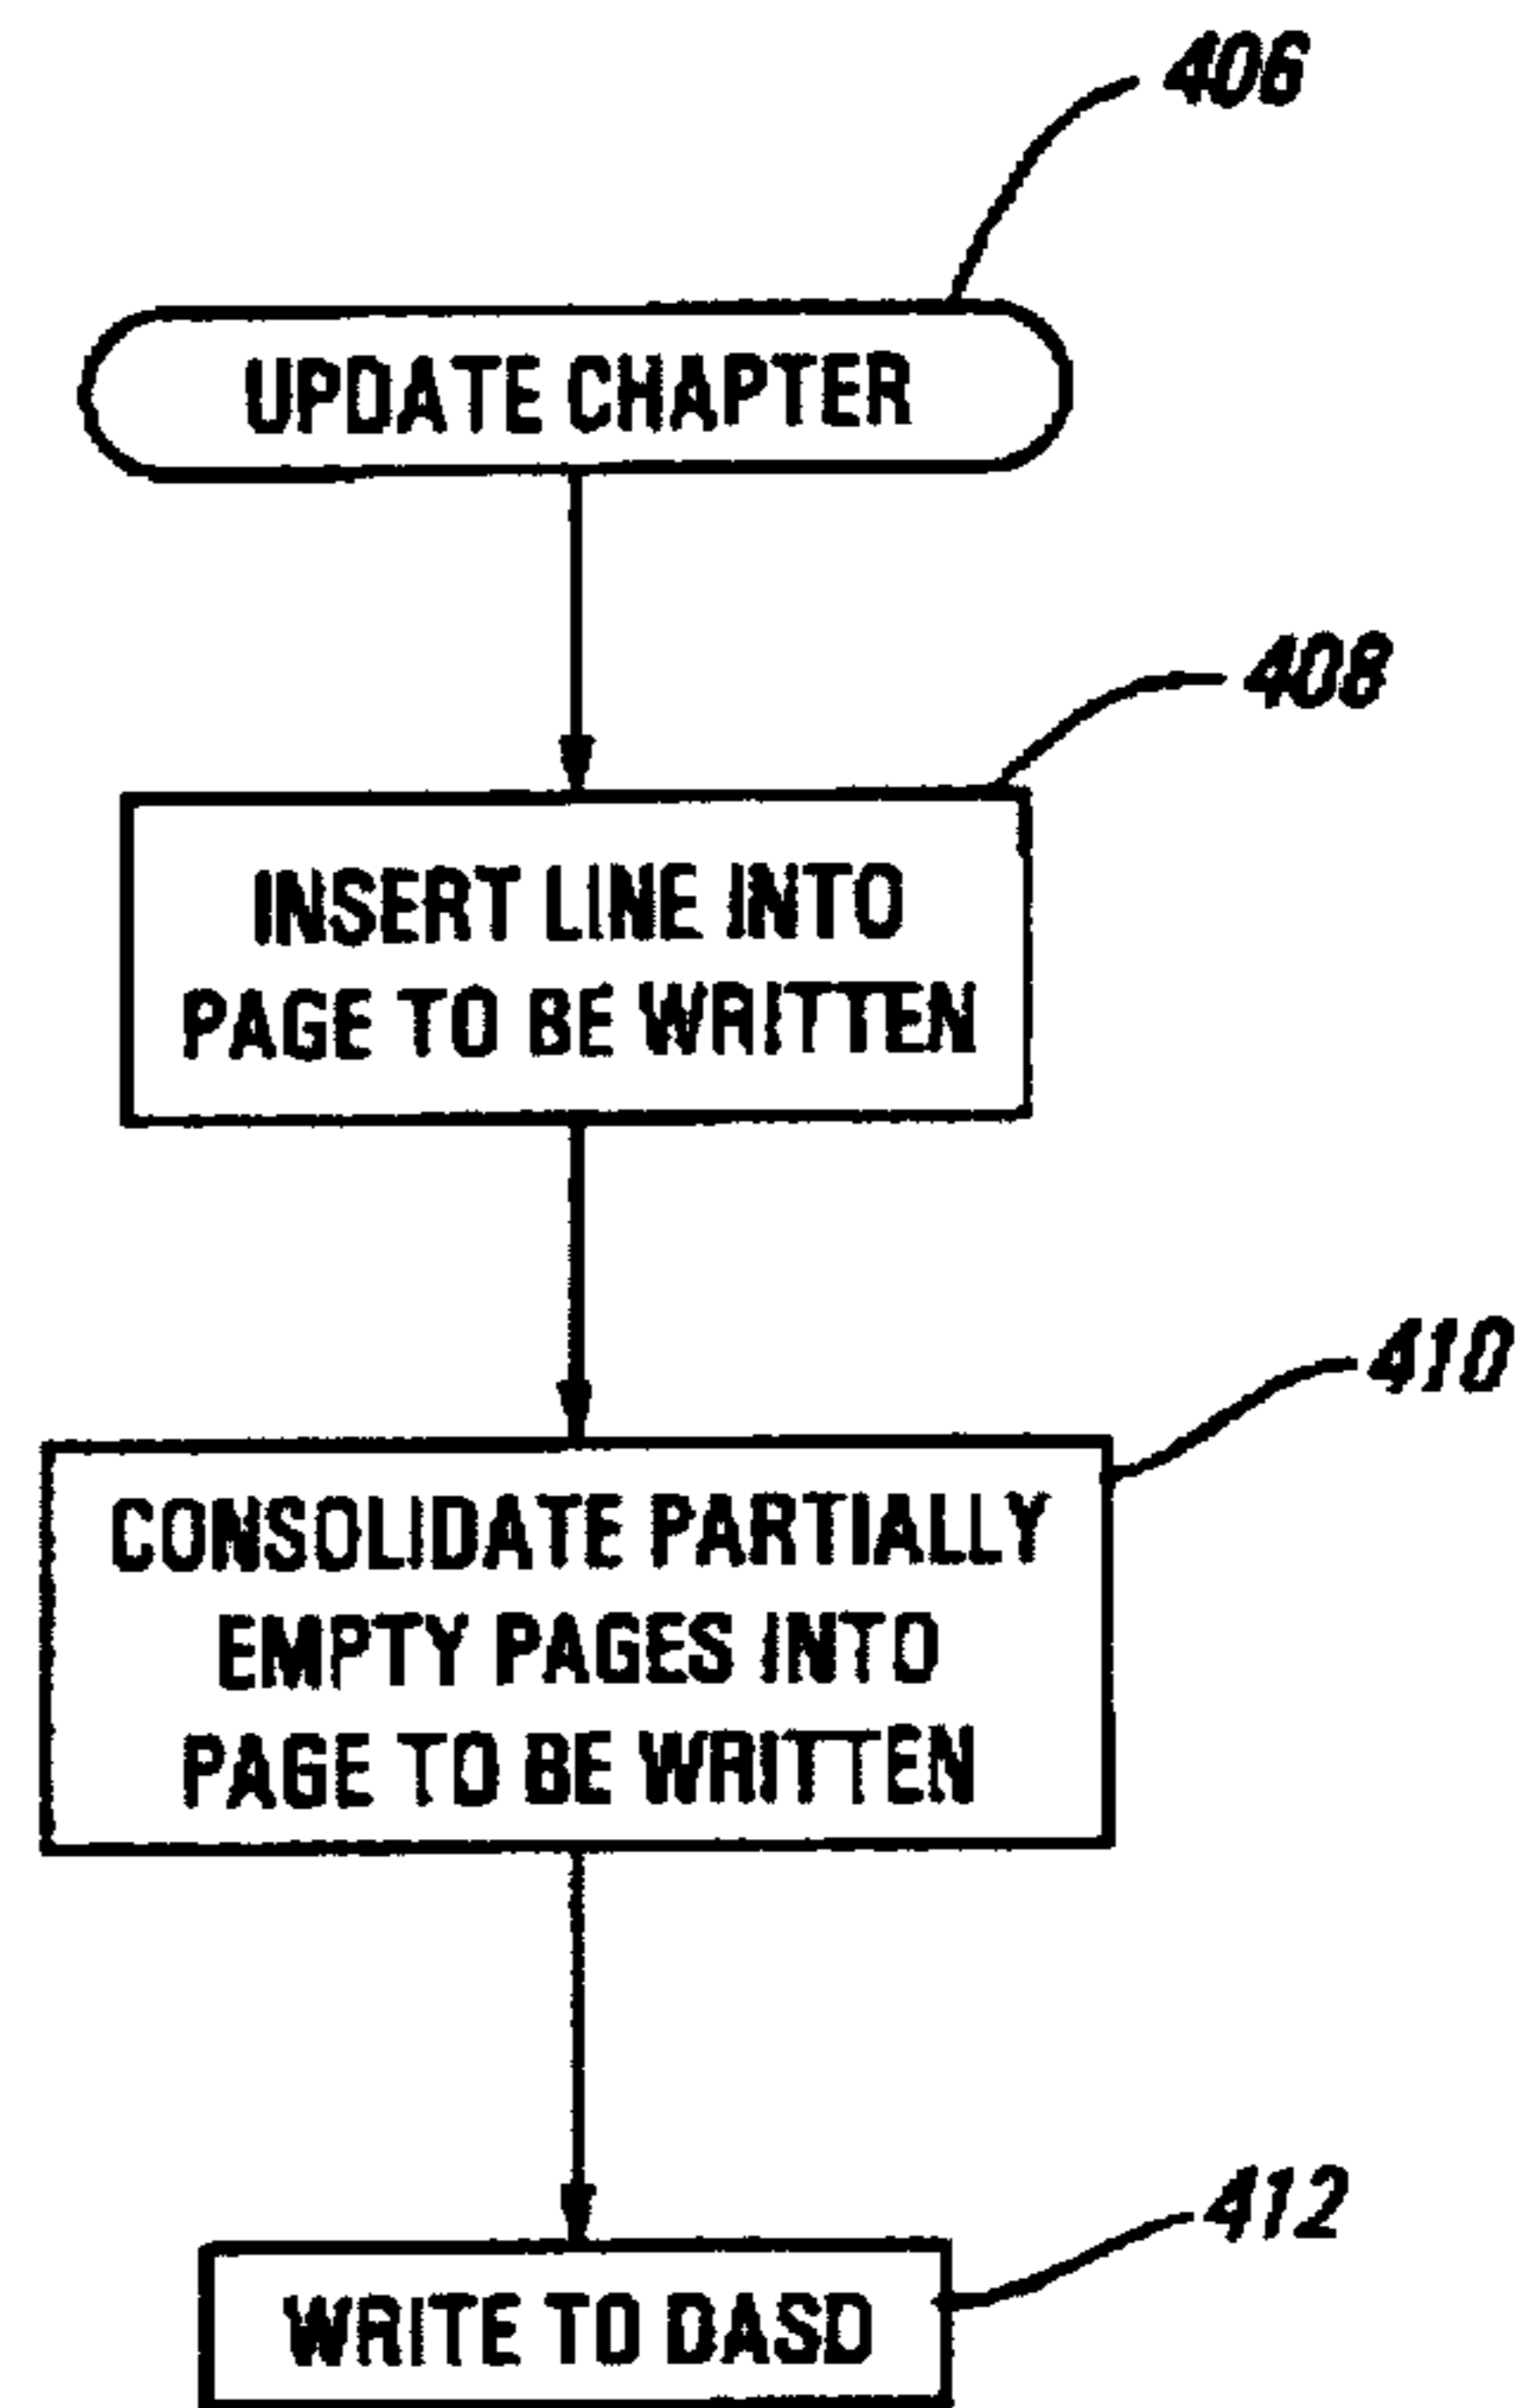 406
UPDATE CHAPTER
408
INSERT LINE INTO
PAGE TO BE WRITTEN
410
CONSOLIDATE PARTIALLY
EMPTY PAGES INTO
PAGE TO BE WRITTEN
412
WRITE TO DASD